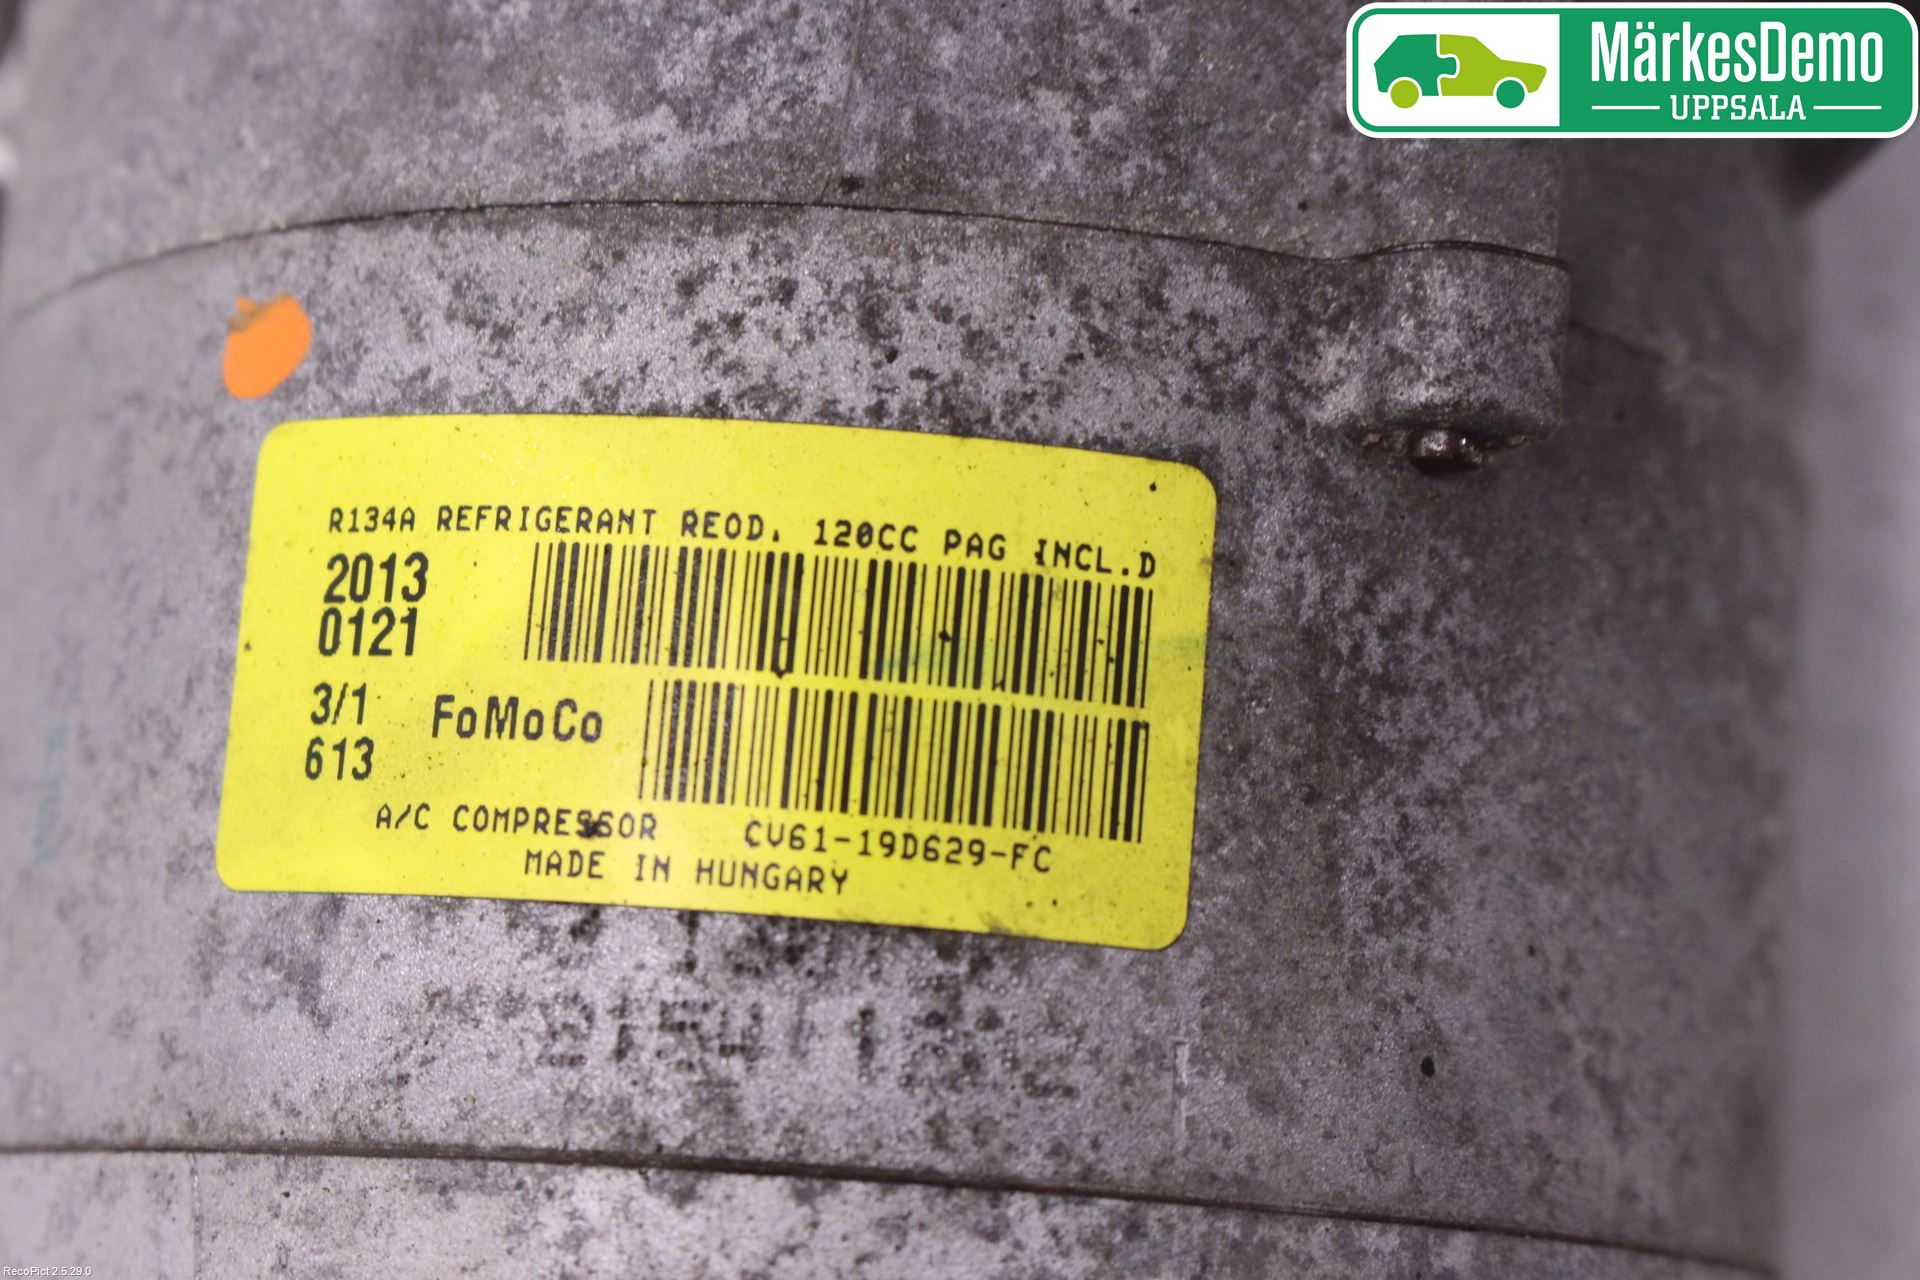 MärkesDemo
UPPSALA
R134A REFRIGERANT REQD. 120CC PAG INCL.D
2013
0121
3/1
613
FoMoCo
A/C COMPRESSOR CV61-19D629-FC
MADE IN HUNGARY
RecoPict 2.5.29.0